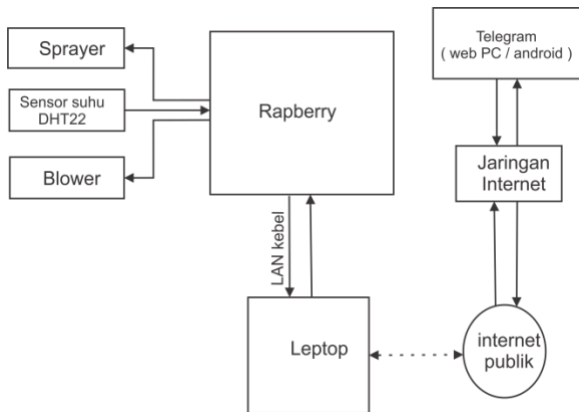 Sprayer
Sensor suhu
DHT22
Blower
Rapberry
LAN kebel
Leptop
Telegram
( web PC / android )
Jaringan
Internet
internet
publik